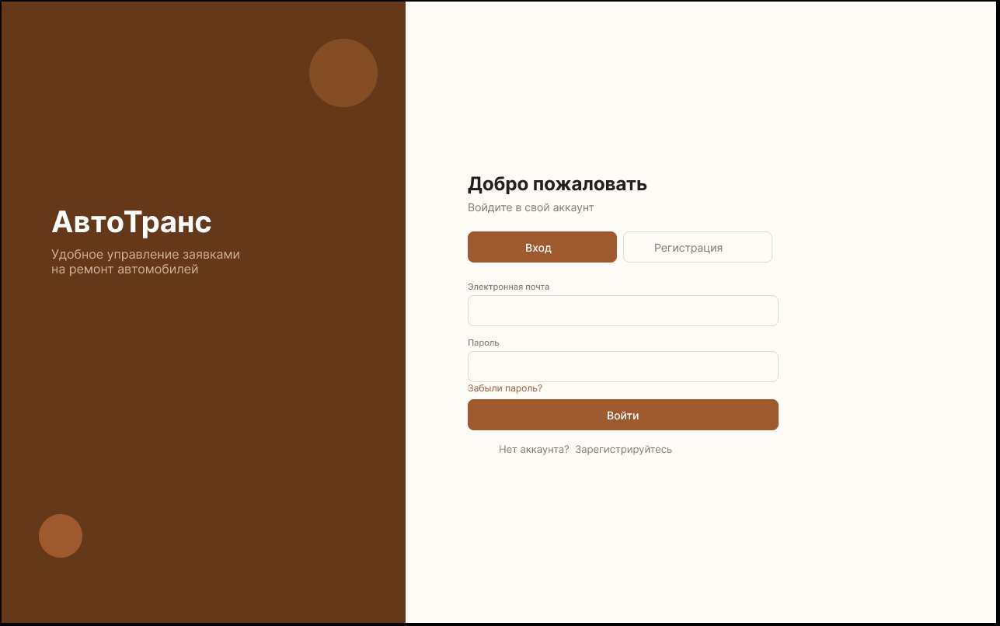 АвтоТранс
Удобное управление заявками
на ремонт автомобилей
Добро пожаловать
Войдите в свой аккаунт
Вход
Регистрация
Электронная почта
Пароль
Забыли пароль?
Войти
Нет аккаунта? Зарегистрируйтесь